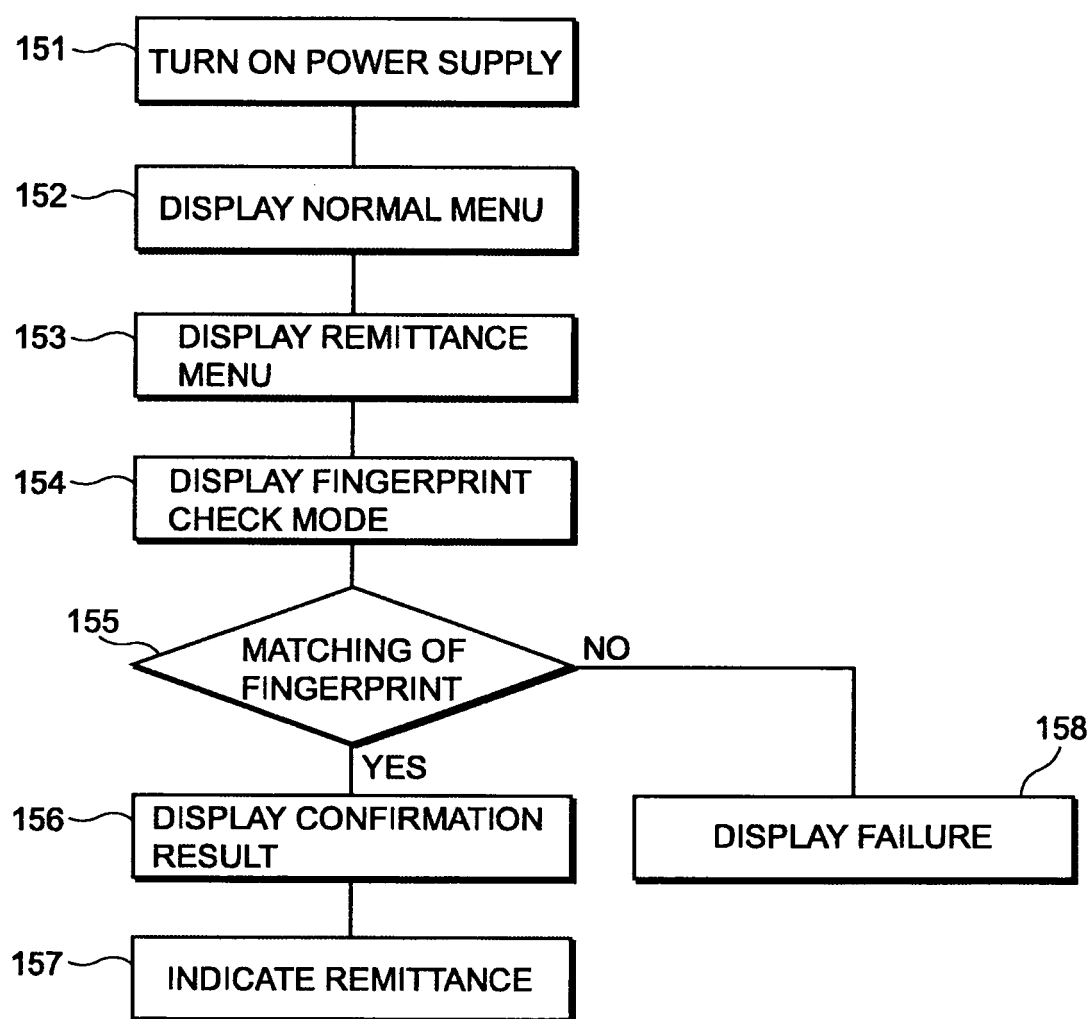 151
TURN ON POWER SUPPLY
152
DISPLAY NORMAL MENU
153
DISPLAY REMITTANCE
MENU
154
DISPLAY FINGERPRINT
CHECK MODE
155
MATCHING OF
FINGERPRINT
NO
YES
158
DISPLAY FAILURE
156
DISPLAY CONFIRMATION
RESULT
157
INDICATE REMITTANCE